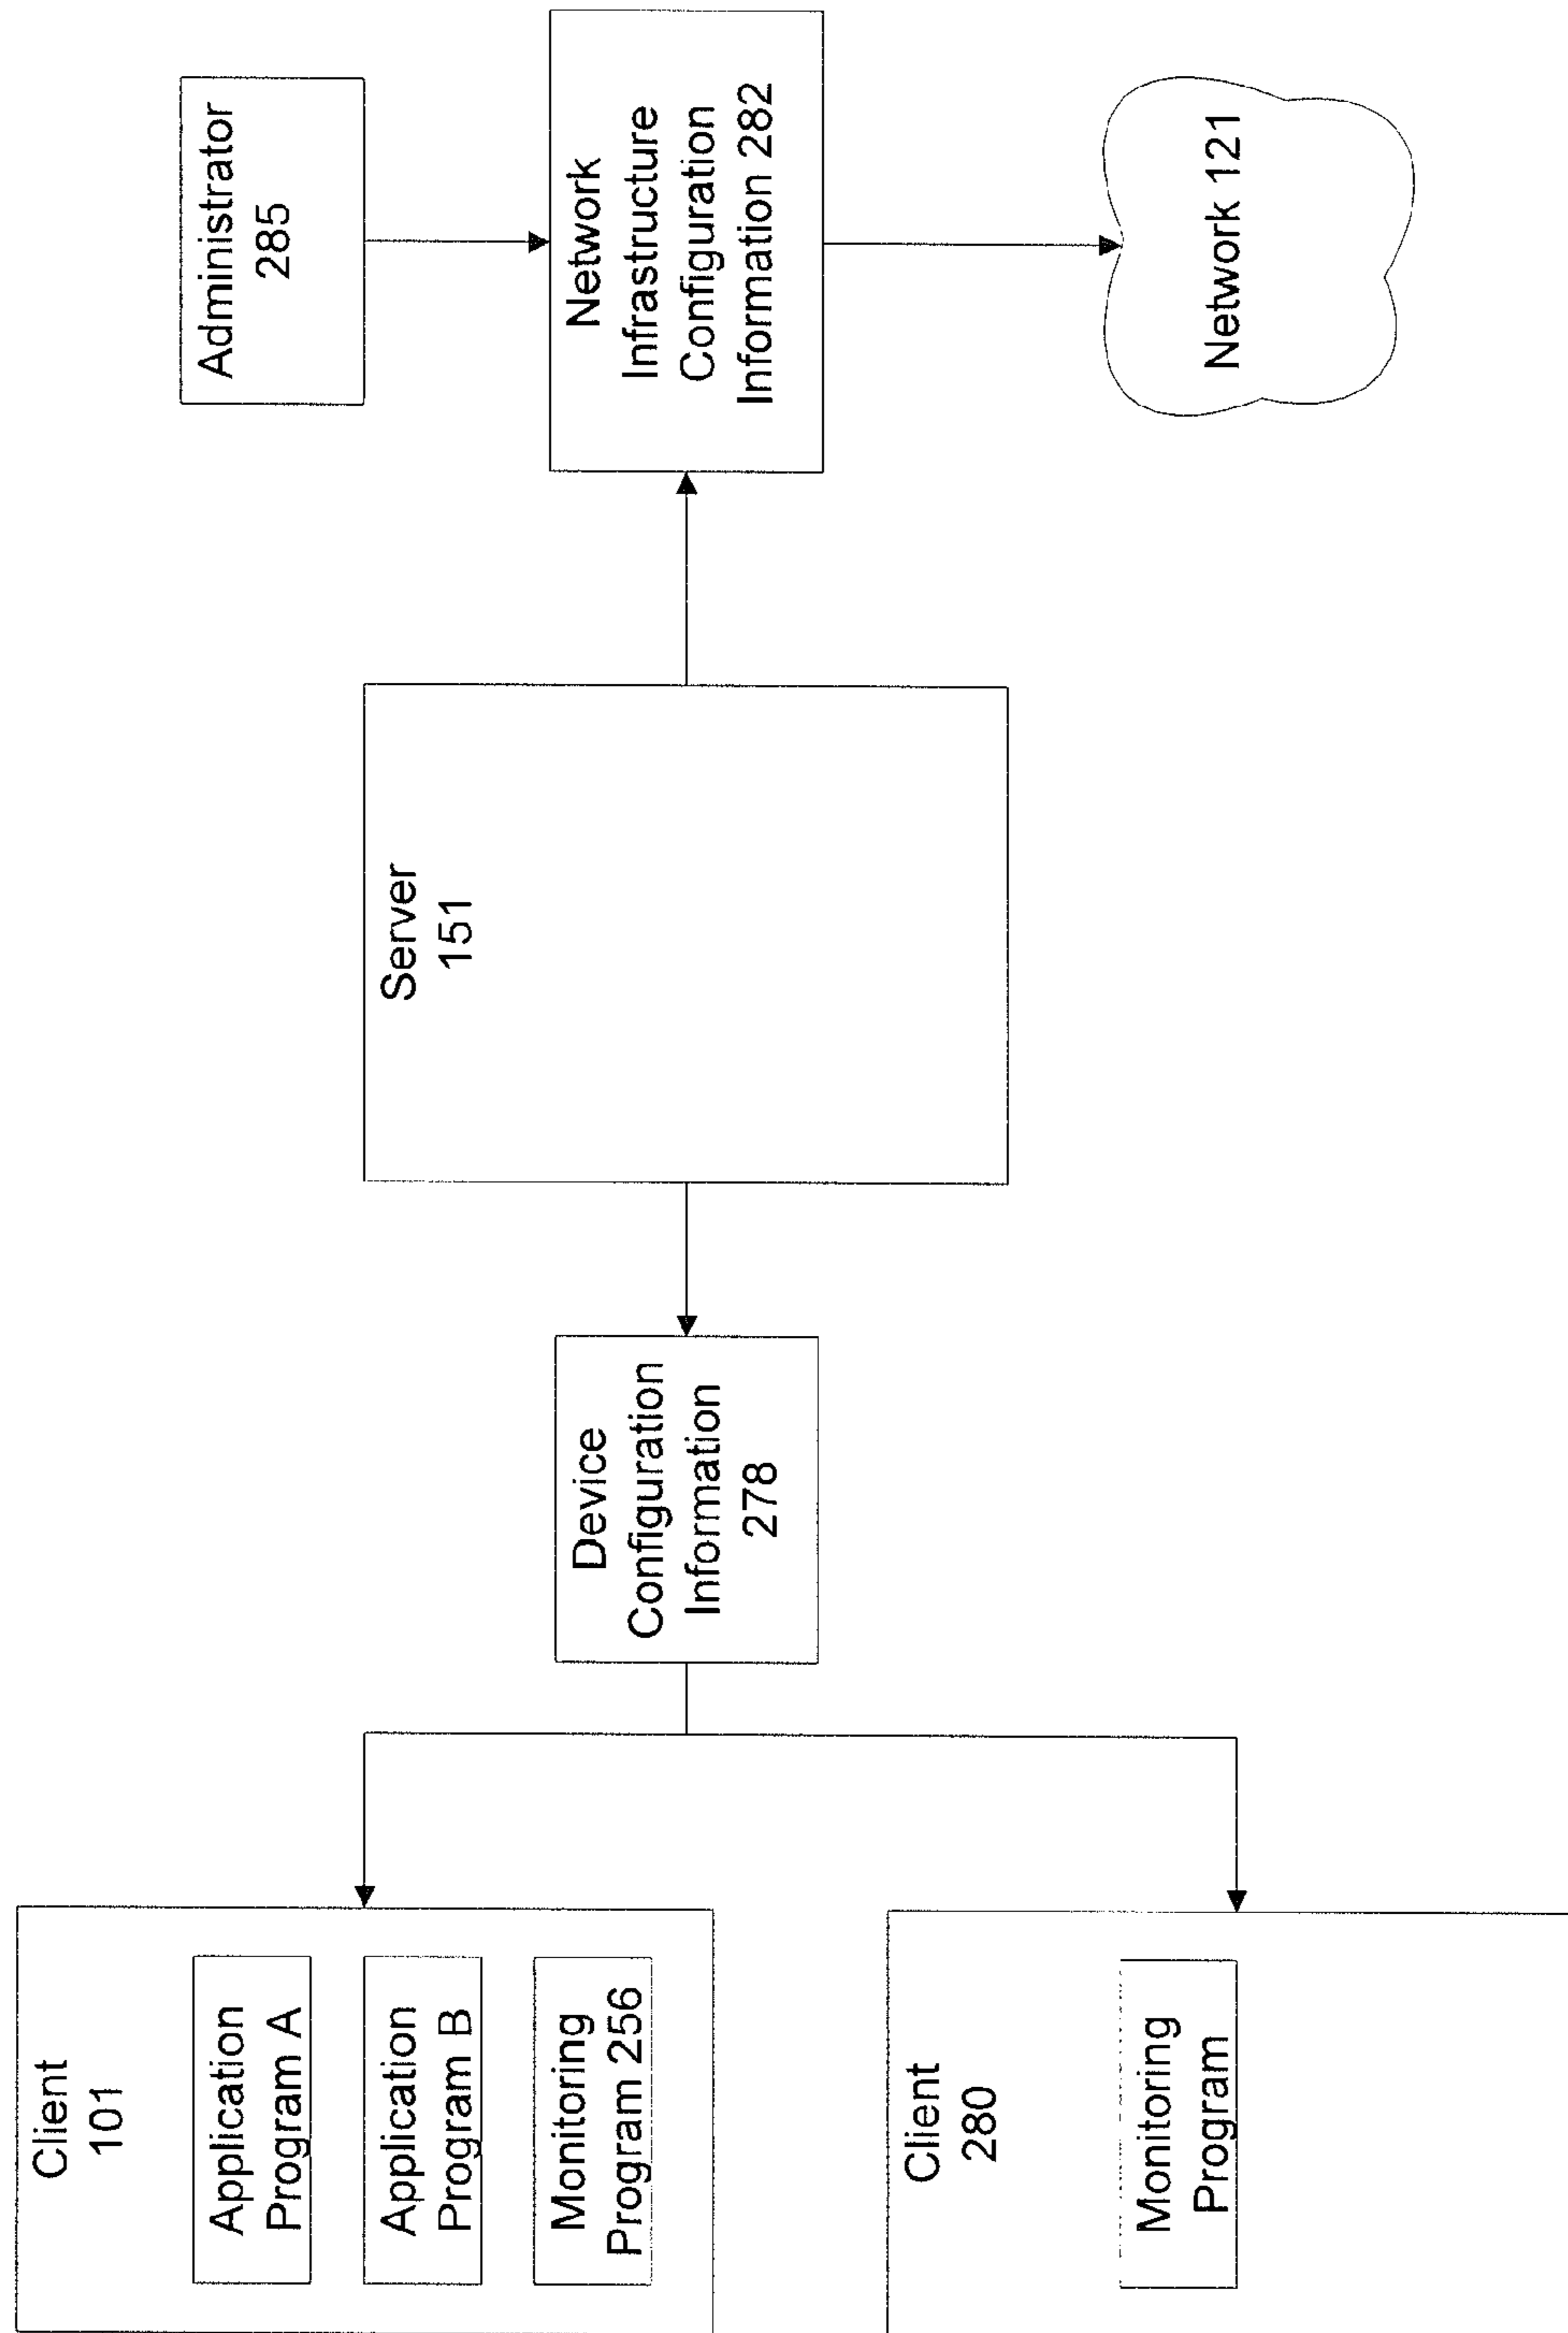 Client
101
Application
Program A
Application
Program B
Monitoring
Program 256
Client
280
Monitoring
Program
Device
Configuration
Information
278
Server
151
Administrator
285
Network
Infrastructure
Configuration
Information 282
Network 121